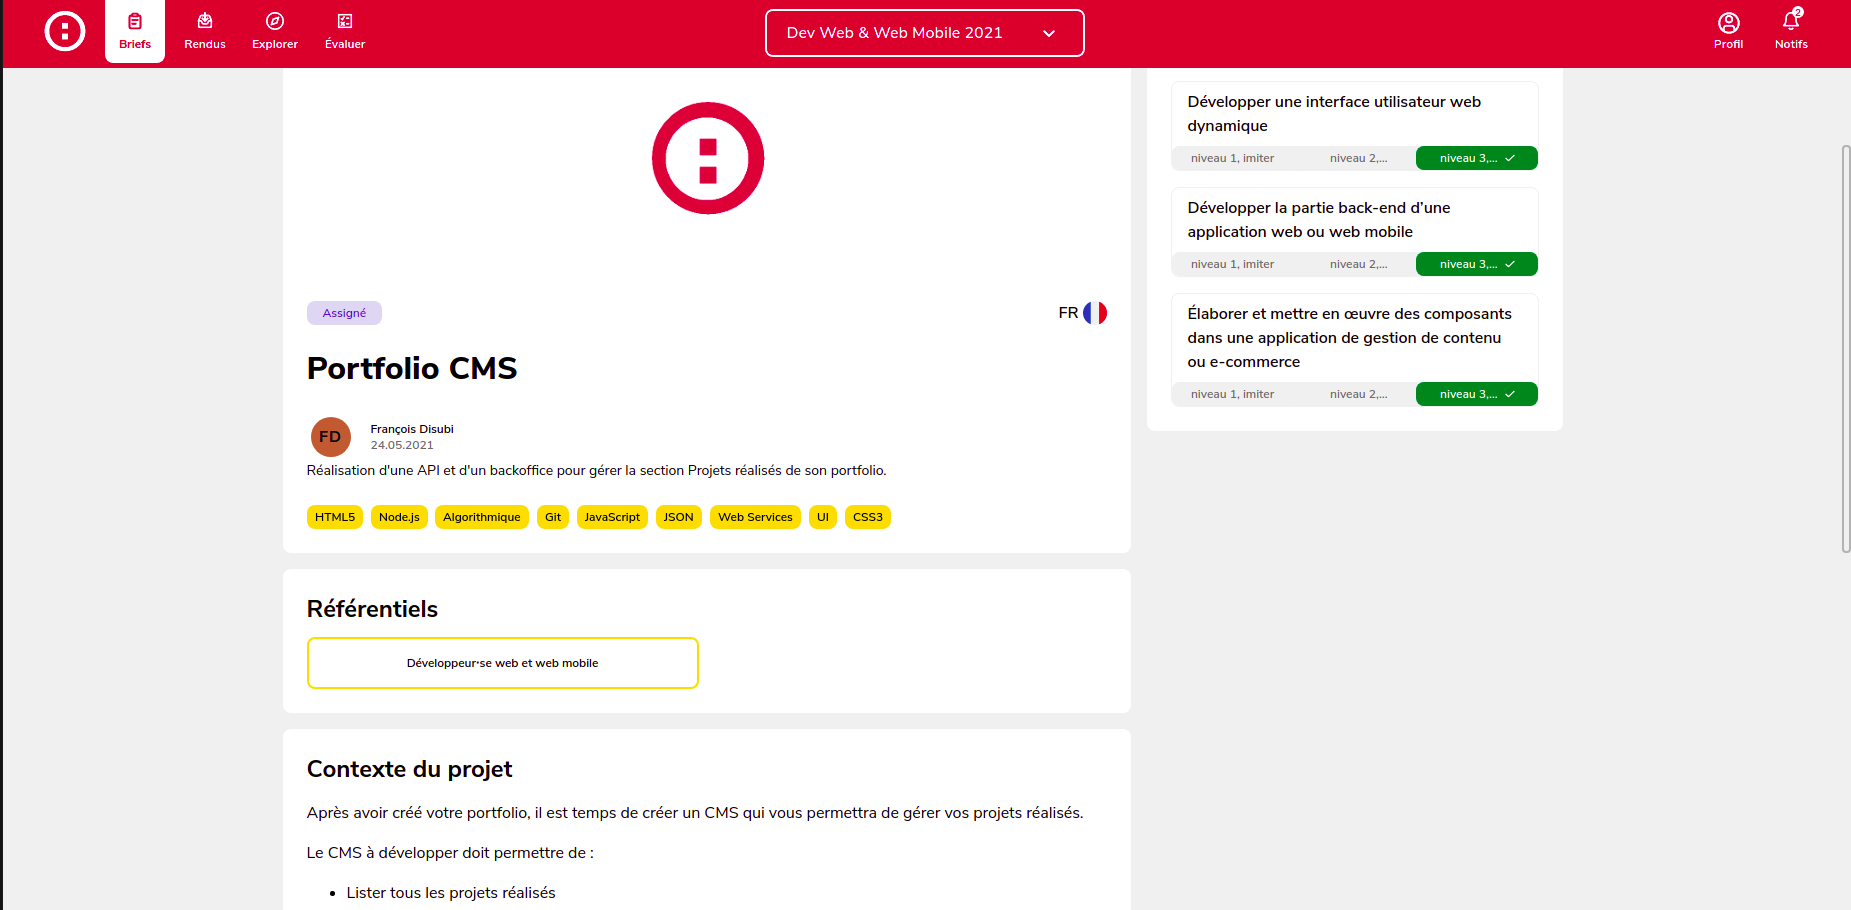 Briefs
Rendus
Explorer
Évaluer
Dev Web & Web Mobile 2021
Profil
2
Notifs
Assigné
FR
Portfolio CMS
FD
François Disubi
24.05.2021
Réalisation d'une API et d'un backoffice pour gérer la section Projets réalisés de son portfolio.
HTML5 Node.js Algorithmique Git JavaScript JSON Web Services UI CSS3
Référentiels
Développeur·se web et web mobile
Contexte du projet
Après avoir créé votre portfolio, il est temps de créer un CMS qui vous permettra de gérer vos projets réalisés.
Le CMS à développer doit permettre de :
• Lister tous les projets réalisés
Développer une interface utilisateur web
dynamique
niveau 1, imiter niveau 2,... niveau 3,...
Développer la partie back-end d’une
application web ou web mobile
niveau 1, imiter niveau 2,... niveau 3,...
Élaborer et mettre en œuvre des composants
dans une application de gestion de contenu
ou e-commerce
niveau 1, imiter niveau 2,... niveau 3,...